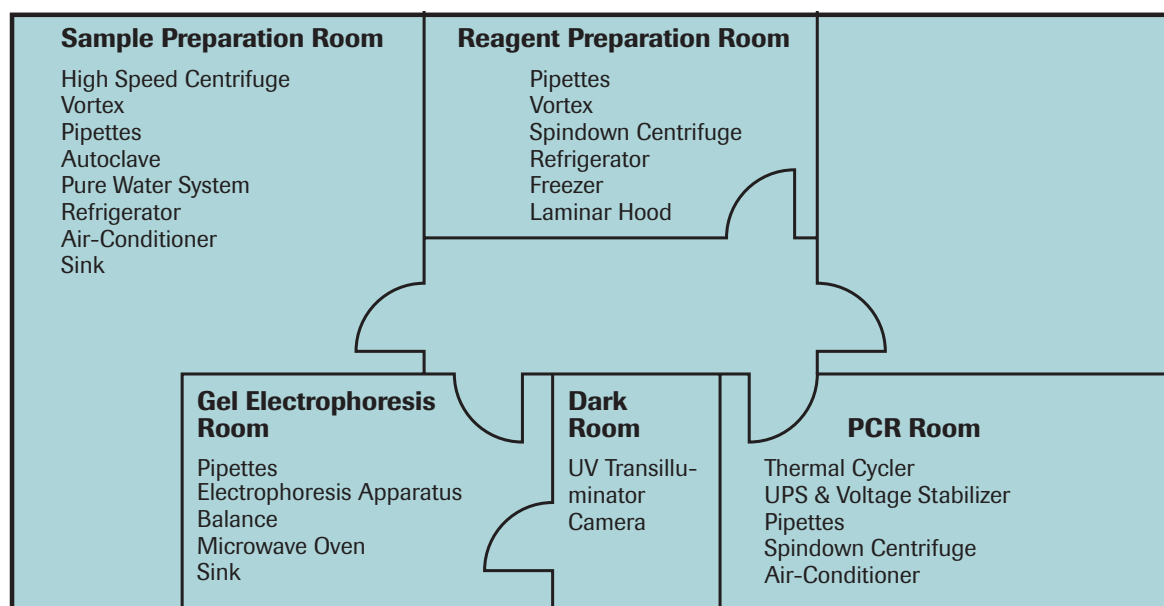 Sample Preparation Room
High Speed Centrifuge
Vortex
Pipettes
Autoclave
Pure Water System
Refrigerator
Air-Conditioner
Sink
Reagent Preparation Room
Pipettes
Vortex
Spindown Centrifuge
Refrigerator
Freezer
Laminar Hood
Gel Electrophoresis
Room
Pipettes
Electrophoresis Apparatus
Balance
Microwave Oven
Sink
Dark
Room
UV Transillu-
minator
Camera
PCR Room
Thermal Cycler
UPS & Voltage Stabilizer
Pipettes
Spindown Centrifuge
Air-Conditioner